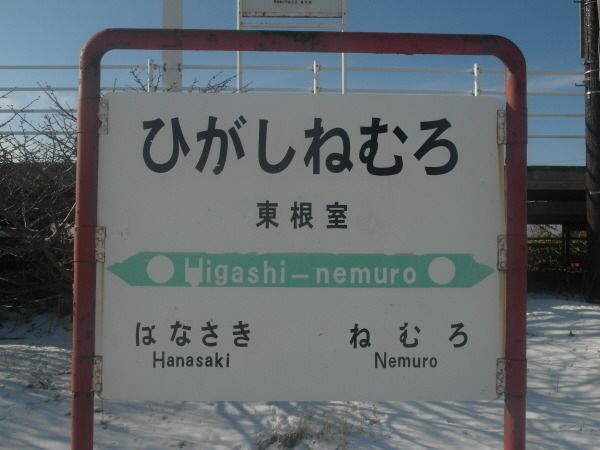 ひがしねむろ
東根室
Higashi-nemuro
はなさき ねむろ
Hanasaki Nemuro